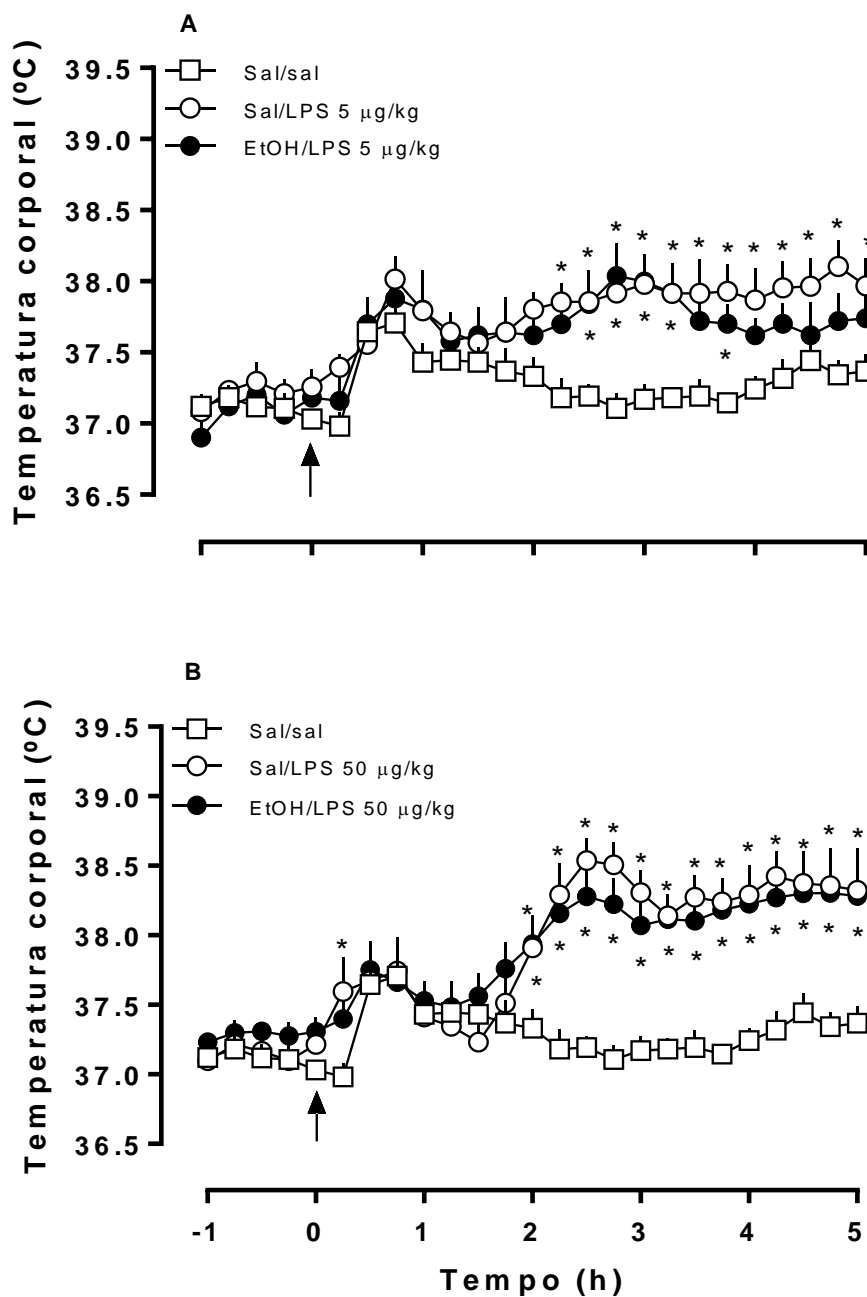 A
Temperatura corporal (ºC)
39.5
39.0
38.5
38.0
37.5
37.0
36.5
Sal/sal
Sal/LPS 5 μg/kg
EtOH/LPS 5 μg/kg
* * * * * * * * * * * *
* * * * *
B
Temperatura corporal (ºC)
39.5
39.0
38.5
38.0
37.5
37.0
36.5
Sal/sal
Sal/LPS 50 μg/kg
EtOH/LPS 50 μg/kg
* * * * * * * * * * * * * *
* * * * * * * * * * * * *
-1 0 1 2 3 4 5
Tempo (h)